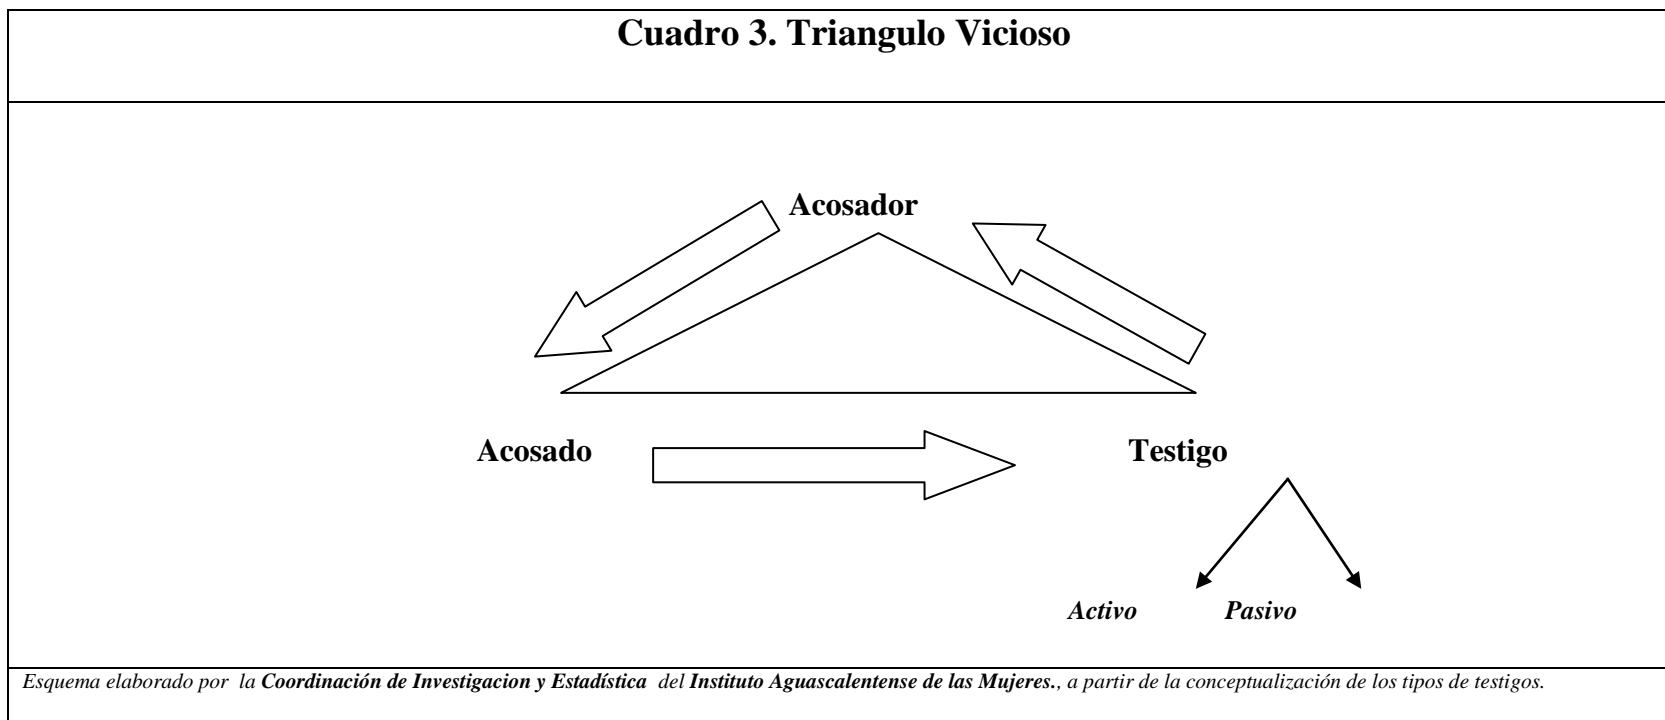 Cuadro 3. Triangulo Vicioso
Acosador
Acosado
Testigo
Activo
Pasivo
Esquema elaborado por la Coordinación de Investigacion y Estadística del Instituto Aguascalentense de las Mujeres., a partir de la conceptualización de los tipos de testigos.